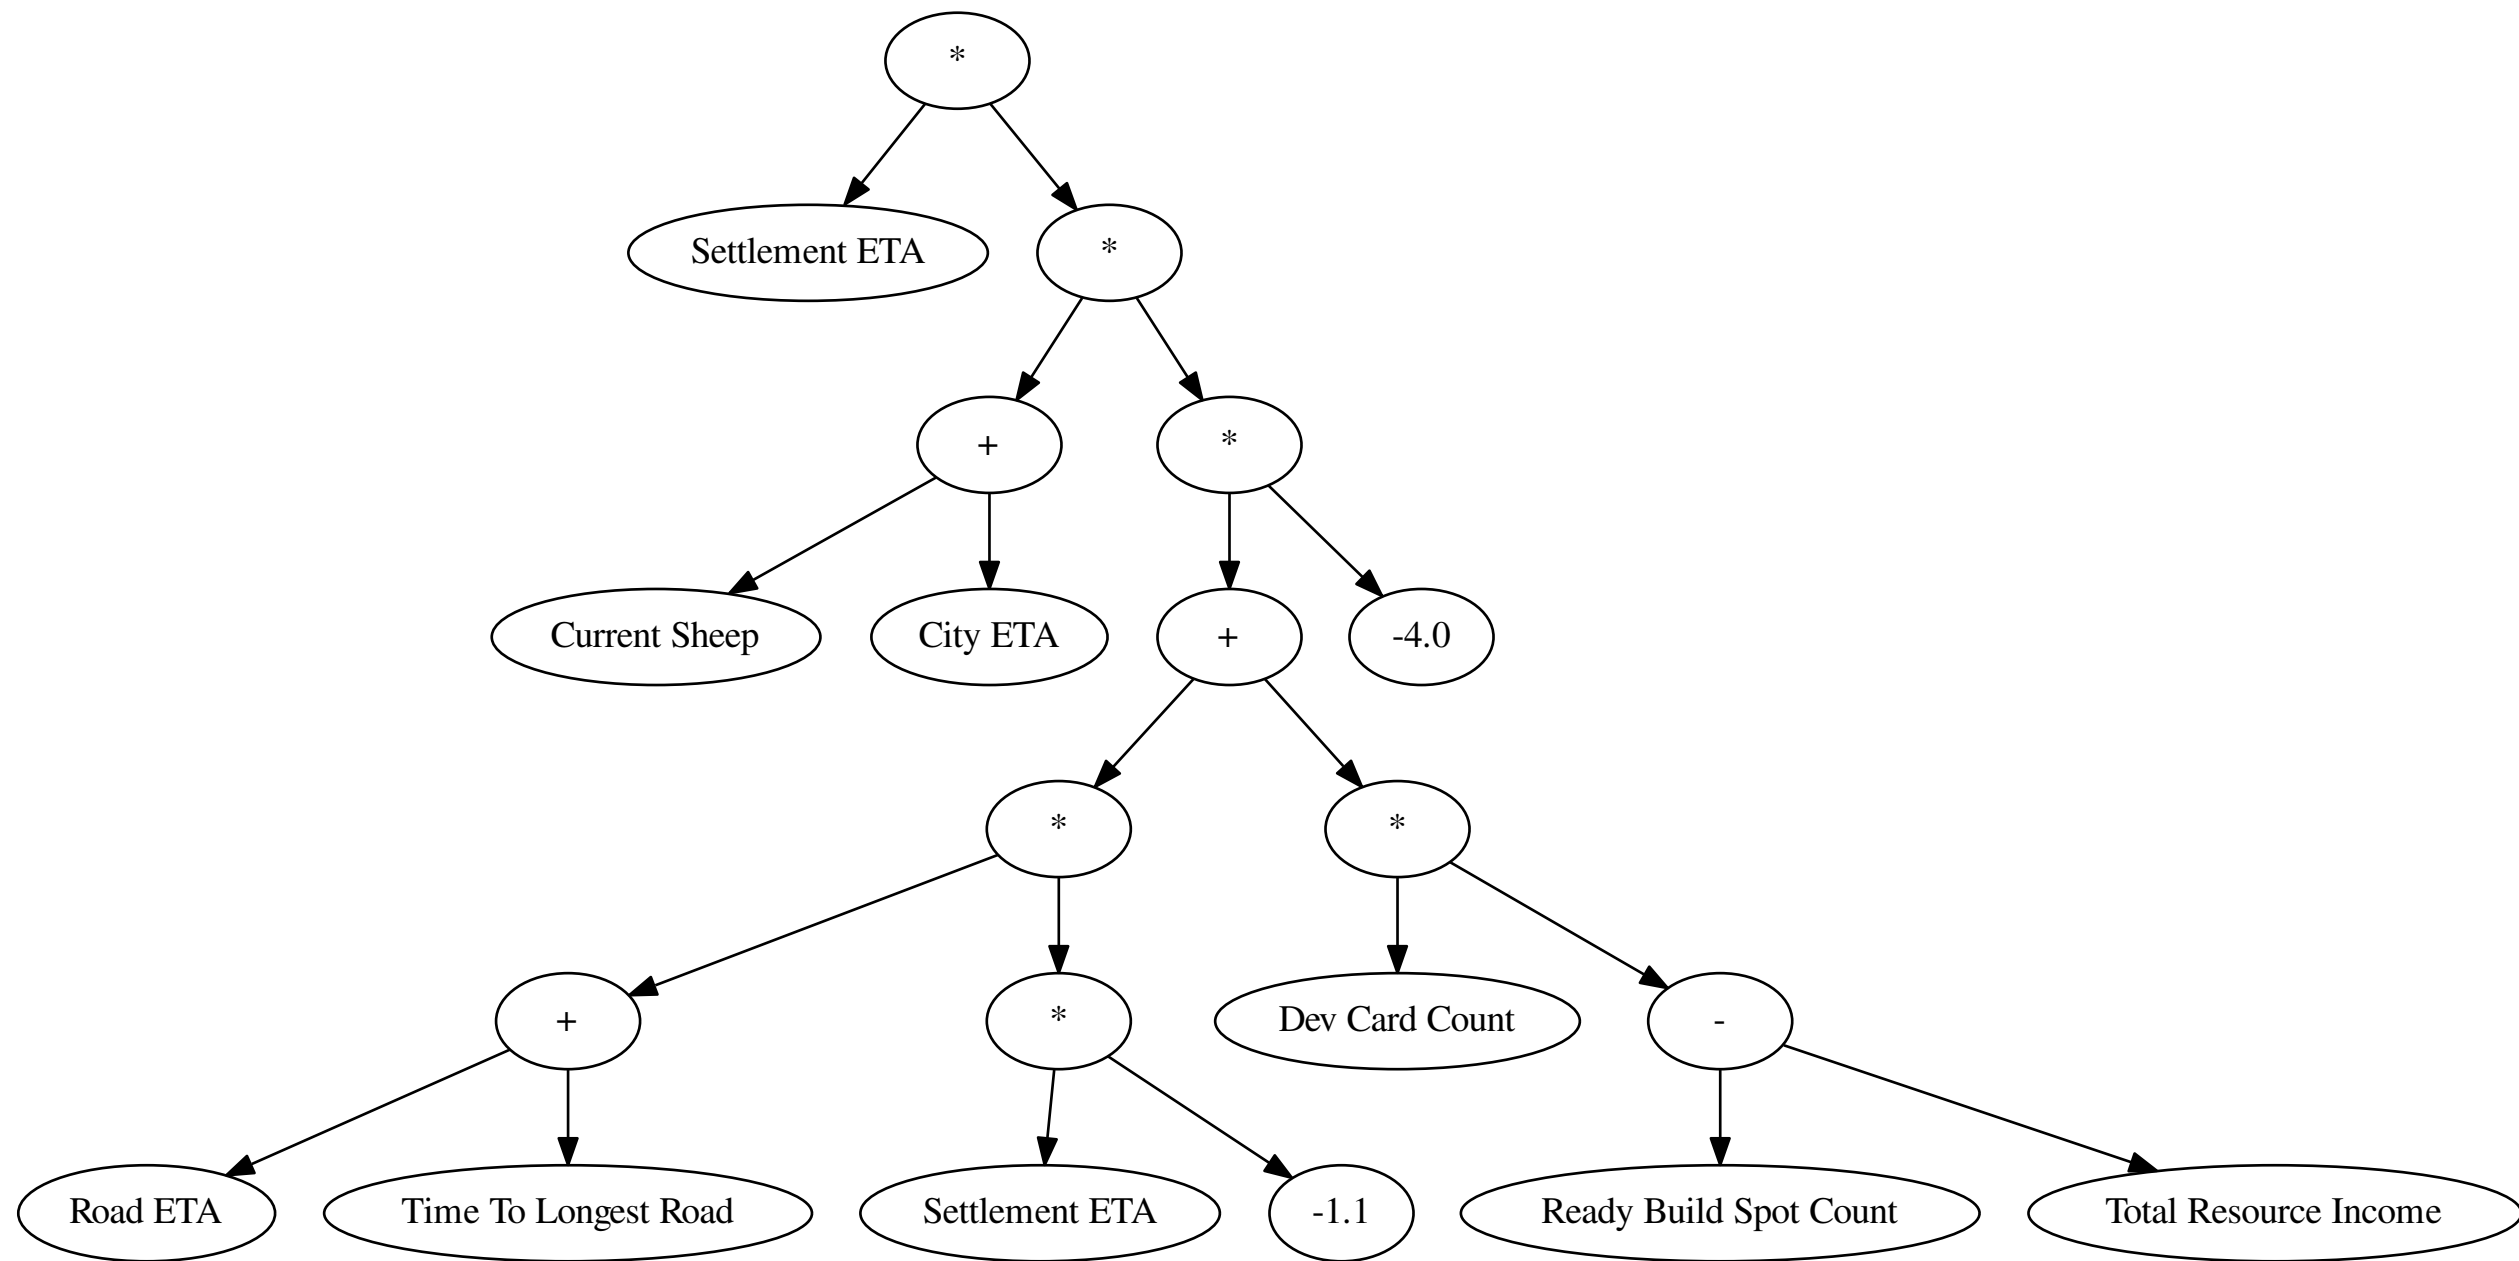 *
Settlement ETA
*
+
*
Current Sheep
City ETA
+
-4.0
*
*
+
*
Dev Card Count
-
Road ETA
Time To Longest Road
Settlement ETA
-1.1
Ready Build Spot Count
Total Resource Income